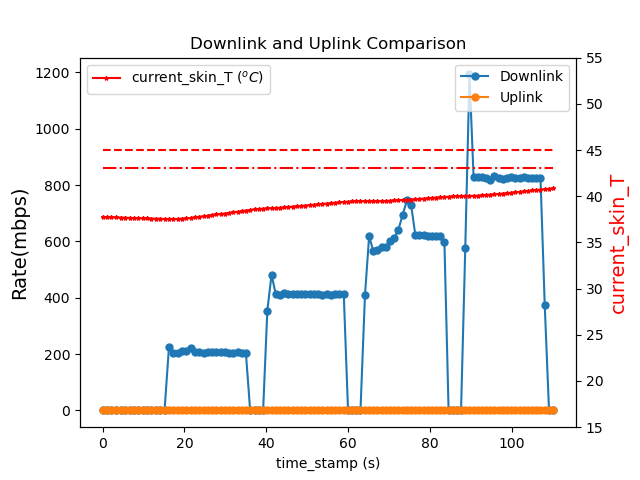 Downlink and Uplink Comparison
current_skin_T (°C)
Downlink
Uplink
1200
1000
800
600
400
200
0
Rate(mbps)
55
50
45
40
35
30
25
20
15
current_skin_T
0 20 40 60 80 100
time_stamp (s)